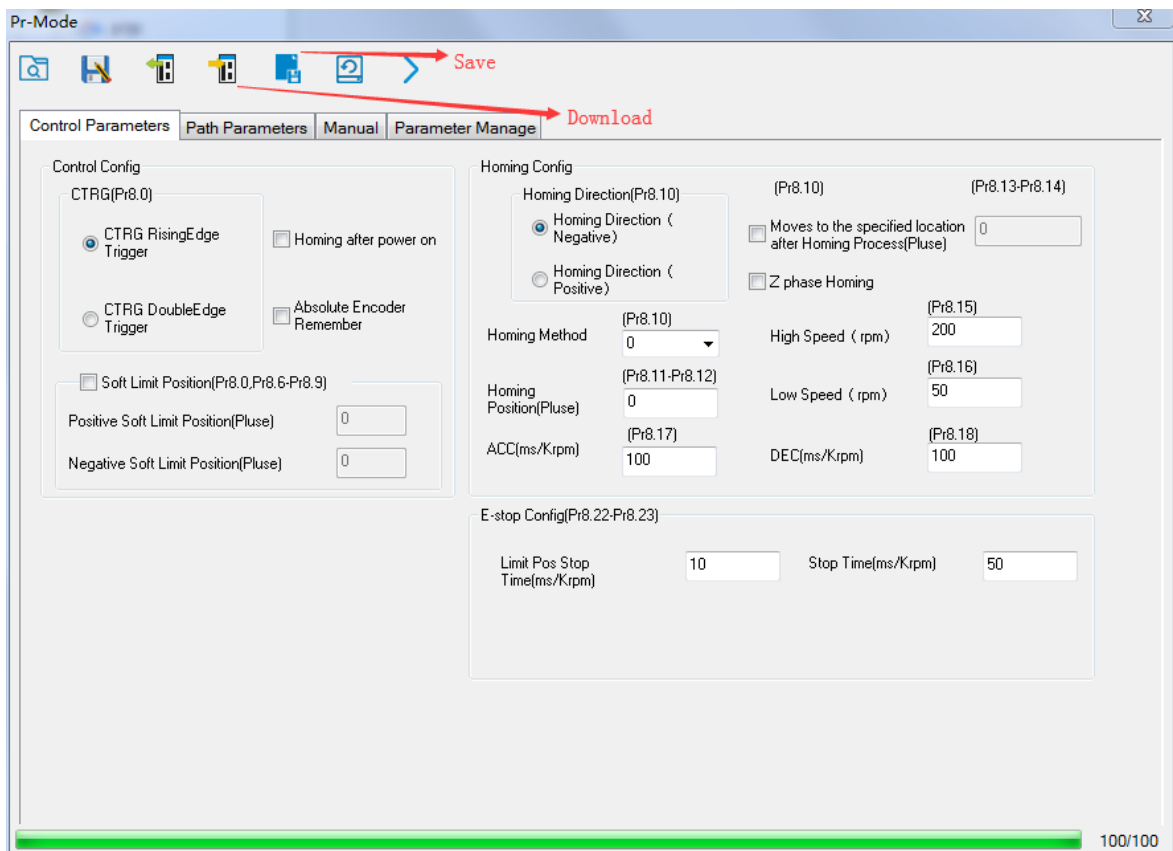 Pr-Mode
Save
Download
Control Parameters
Path Parameters
Manual
Parameter Manage
Control Config
CTRG(Pr8.0)
CTRG RisingEdge
Trigger
Homing after power on
CTRG DoubleEdge
Trigger
Absolute Encoder
Remember
Soft Limit Position(Pr8.0,Pr8.6-Pr8.9)
Positive Soft Limit Position(Pluse)
0
Negative Soft Limit Position(Pluse)
0
Homing Config
Homing Direction(Pr8.10)
Homing Direction (
Negative)
Homing Direction (
Positive)
(Pr8.10)
(Pr8.13-Pr8.14)
Moves to the specified location
after Homing Process(Pluse)
0
Z phase Homing
Homing Method
(Pr8.10)
0
High Speed (rpm)
(Pr8.15)
200
Homing
Position(Pluse)
(Pr8.11-Pr8.12)
0
Low Speed (rpm)
(Pr8.16)
50
ACC(ms/Krpm)
(Pr8.17)
100
DEC(ms/Krpm)
(Pr8.18)
100
E-stop Config(Pr8.22-Pr8.23)
Limit Pos Stop
Time(ms/Krpm)
10
Stop Time(ms/Krpm)
50
100/100